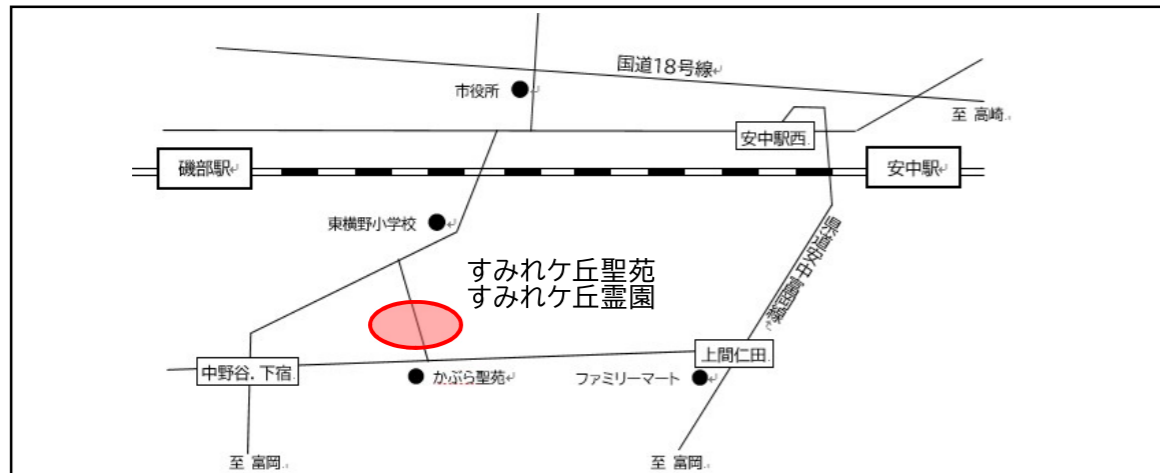 国道18号線
市役所
至 高崎
安中駅西
磯部駅
安中駅
東横野小学校
県道安中富岡線
すみれケ丘聖苑
すみれケ丘霊園
上間仁田
中野谷.下宿
かぶら聖苑
ファミリーマート
至 富岡
至 富岡